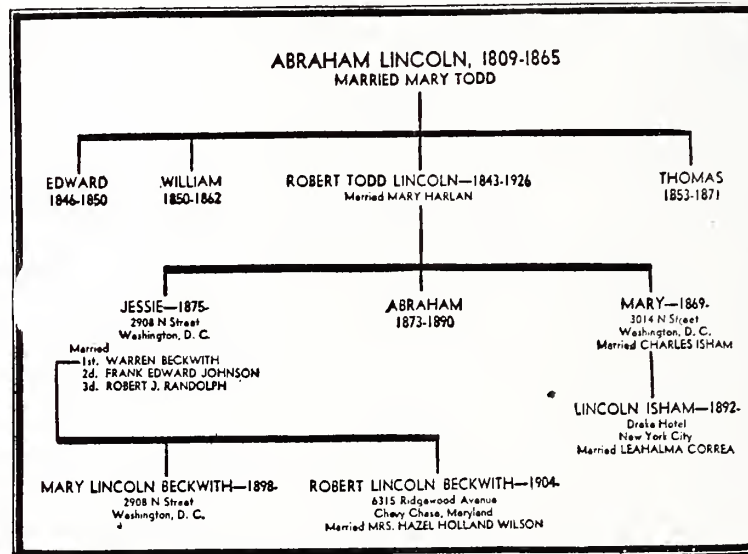 ABRAHAM LINCOLN, 1809-1865
MARRIED MARY TODD
EDWARD
1846-1850
WILLIAM
1850-1862
ROBERT TODD LINCOLN—1843-1926
Married MARY HARLAN
THOMAS
1853-1871
JESSIE—1875-
2908 N Street
Washington, D. C.
Married
1st. WARREN BECKWITH
2d. FRANK EDWARD JOHNSON
3d. ROBERT J. RANDOLPH
ABRAHAM
1873-1890
MARY—1869-
3014 N Street
Washington, D. C.
Married CHARLES ISHAM
LINCOLN ISHAM—1892-
Drake Hotel
New York City
Married LEAHALMA CORREA
MARY LINCOLN BECKWITH—1898-
2908 N Street
Washington, D. C.
ROBERT LINCOLN BECKWITH—1904-
6315 Ridgewood Avenue
Chevy Chase, Maryland
Married MRS. HAZEL HOLLAND WILSON